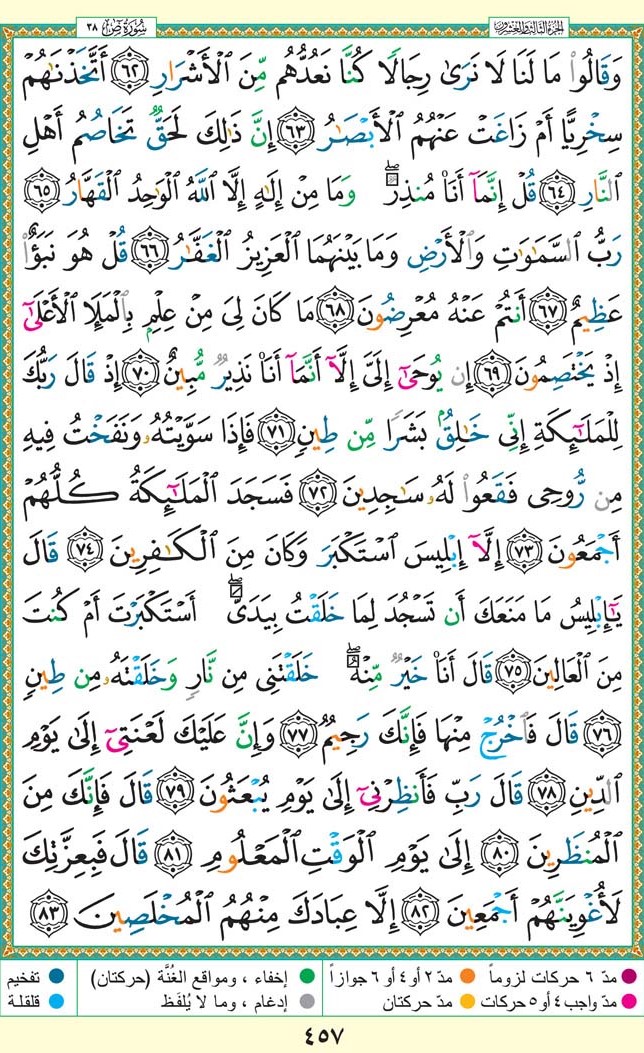 الجزء الثالث والعشرون
سُورَةُ صٓ ٣٨
وَقَالُوا۟ مَا لَنَا لَا نَرَىٰ رِجَالًا كُنَّا نَعُدُّهُم مِّنَ ٱلْأَشْرَارِ ۝٦٢ أَتَّخَذْنَٰهُمْ
سِخْرِيًّا أَمْ زَاغَتْ عَنْهُمُ ٱلْأَبْصَٰرُ ۝٦٣ إِنَّ ذَٰلِكَ لَحَقٌّ تَخَاصُمُ أَهْلِ
ٱلنَّارِ ۝٦٤ قُلْ إِنَّمَآ أَنَا۠ مُنذِرٌ ۖ وَمَا مِنْ إِلَٰهٍ إِلَّا ٱللَّهُ ٱلْوَٰحِدُ ٱلْقَهَّارُ ۝٦٥
رَبُّ ٱلسَّمَٰوَٰتِ وَٱلْأَرْضِ وَمَا بَيْنَهُمَا ٱلْعَزِيزُ ٱلْغَفَّٰرُ ۝٦٦ قُلْ هُوَ نَبَؤٌا۟
عَظِيمٌ ۝٦٧ أَنتُمْ عَنْهُ مُعْرِضُونَ ۝٦٨ مَا كَانَ لِىَ مِنْ عِلْمٍۭ بِٱلْمَلَإِ ٱلْأَعْلَىٰٓ
إِذْ يَخْتَصِمُونَ ۝٦٩ إِن يُوحَىٰٓ إِلَىَّ إِلَّآ أَنَّمَآ أَنَا۠ نَذِيرٌ مُّبِينٌ ۝٧٠ إِذْ قَالَ رَبُّكَ
لِلْمَلَٰٓئِكَةِ إِنِّى خَٰلِقٌۢ بَشَرًا مِّن طِينٍ ۝٧١ فَإِذَا سَوَّيْتُهُۥ وَنَفَخْتُ فِيهِ
مِن رُّوحِى فَقَعُوا۟ لَهُۥ سَٰجِدِينَ ۝٧٢ فَسَجَدَ ٱلْمَلَٰٓئِكَةُ كُلُّهُمْ
أَجْمَعُونَ ۝٧٣ إِلَّآ إِبْلِيسَ ٱسْتَكْبَرَ وَكَانَ مِنَ ٱلْكَٰفِرِينَ ۝٧٤ قَالَ
يَٰٓإِبْلِيسُ مَا مَنَعَكَ أَن تَسْجُدَ لِمَا خَلَقْتُ بِيَدَىَّ ۖ أَسْتَكْبَرْتَ أَمْ كُنتَ
مِنَ ٱلْعَالِينَ ۝٧٥ قَالَ أَنَا۠ خَيْرٌ مِّنْهُ ۖ خَلَقْتَنِى مِن نَّارٍ وَخَلَقْتَهُۥ مِن طِينٍ
۝٧٦ قَالَ فَٱخْرُجْ مِنْهَا فَإِنَّكَ رَجِيمٌ ۝٧٧ وَإِنَّ عَلَيْكَ لَعْنَتِىٓ إِلَىٰ يَوْمِ
ٱلدِّينِ ۝٧٨ قَالَ رَبِّ فَأَنظِرْنِىٓ إِلَىٰ يَوْمِ يُبْعَثُونَ ۝٧٩ قَالَ فَإِنَّكَ مِنَ
ٱلْمُنظَرِينَ ۝٨٠ إِلَىٰ يَوْمِ ٱلْوَقْتِ ٱلْمَعْلُومِ ۝٨١ قَالَ فَبِعِزَّتِكَ
لَأُغْوِيَنَّهُمْ أَجْمَعِينَ ۝٨٢ إِلَّا عِبَادَكَ مِنْهُمُ ٱلْمُخْلَصِينَ ۝٨٣
مدّ ٦ حركات لزوماً مدّ ٢ أو ٤ أو ٦ جوازاً إخفاء ، ومواقع الغُنَّة (حركتان) تفخيم
مدّ واجب ٤ أو ٥ حركات مدّ حركتان إدغام ، وما لا يُلفَظ قلقلة
٤٥٧